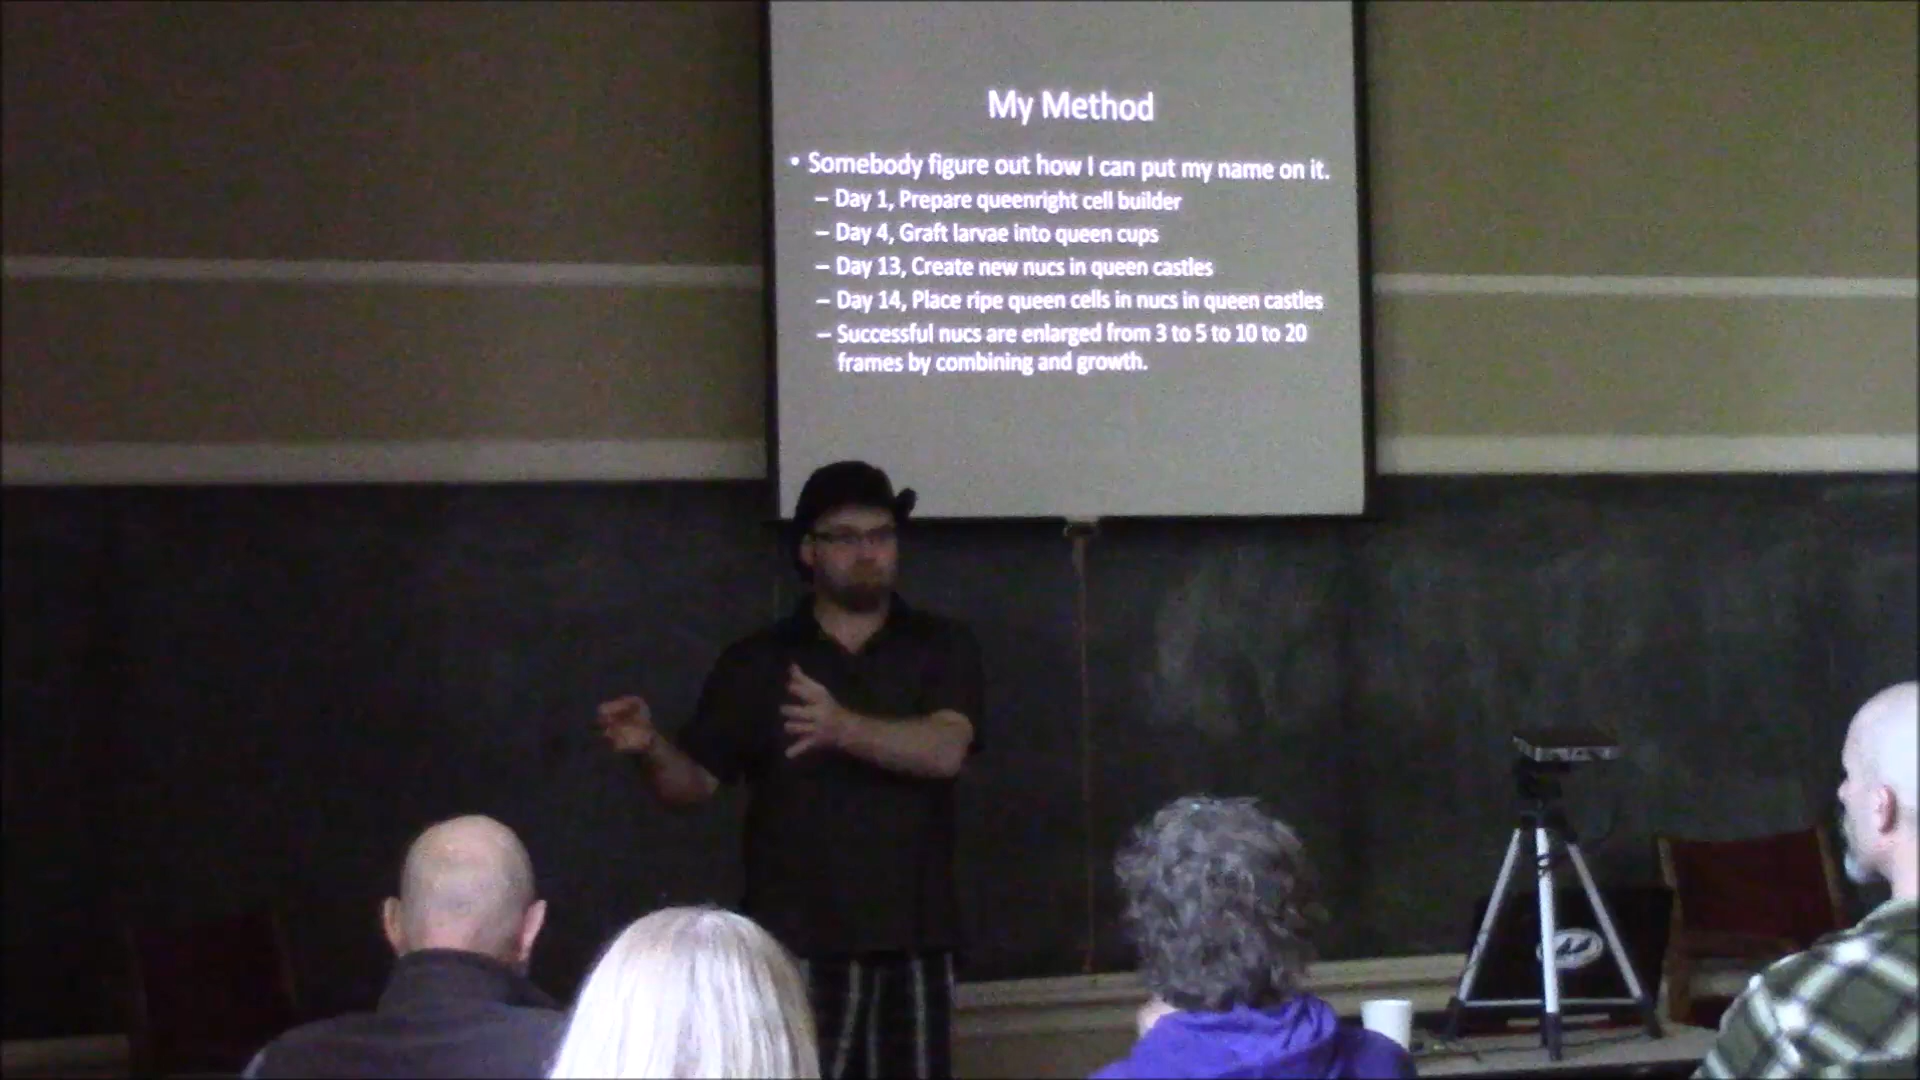 My Method
• Somebody figure out how I can put my name on it.
– Day 1, Prepare queenright cell builder
– Day 4, Graft larvae into queen cups
– Day 13, Create new nucs in queen castles
– Day 14, Place ripe queen cells in nucs in queen castles
– Successful nucs are enlarged from 3 to 5 to 10 to 20
frames by combining and growth.